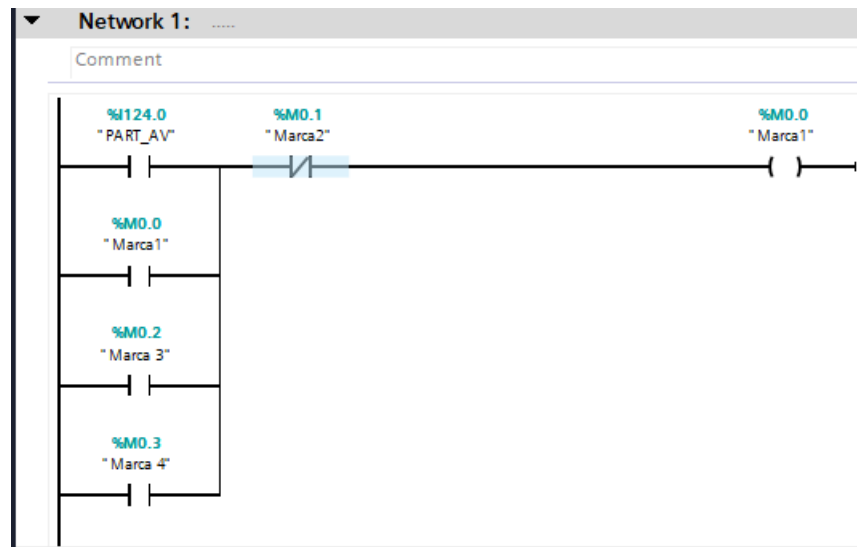 Network 1: .....
Comment
%I124.0 %M0.1 %M0.0
"PART_AV" "Marca2" "Marca1"
%M0.0
"Marca1"
%M0.2
"Marca 3"
%M0.3
"Marca 4"